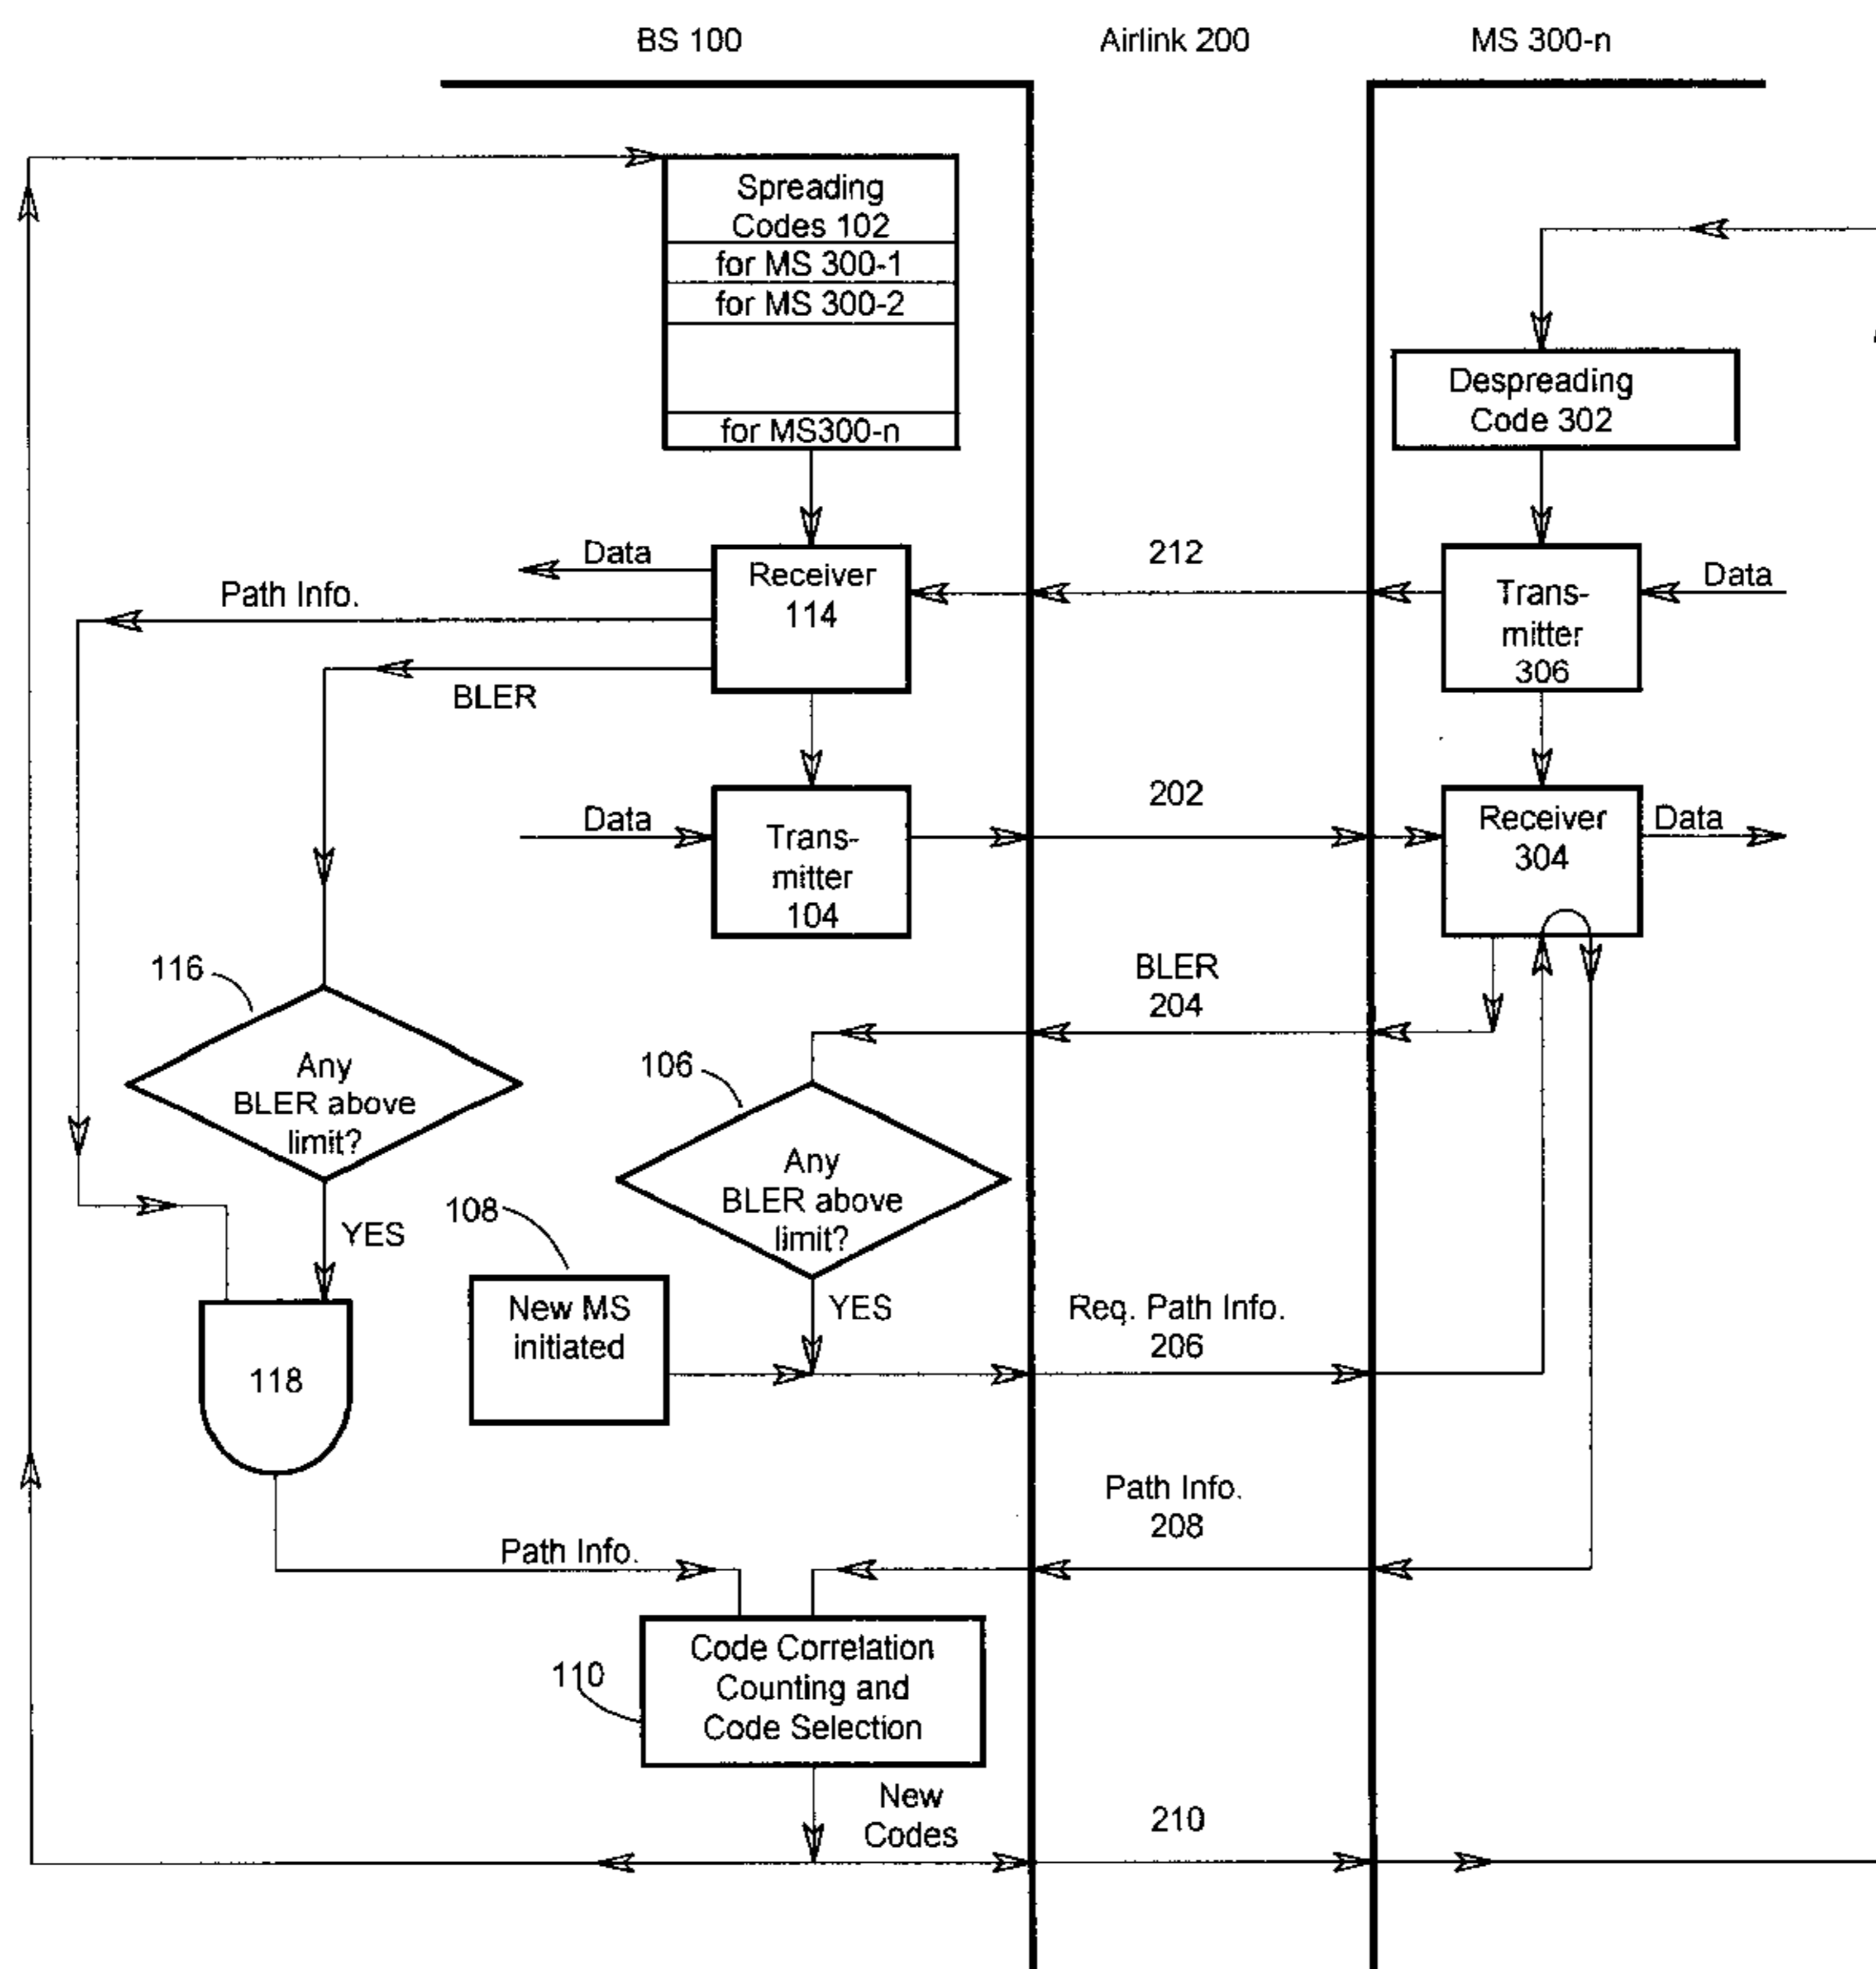 BS 100
Airlink 200
MS 300-n
Spreading
Codes 102
for MS 300-1
for MS 300-2
for MS300-n
Despreading
Code 302
Data
Path Info.
BLER
Receiver
114
212
Trans-
mitter
306
Data
Data
Trans-
mitter
104
202
Receiver
304
Data
116
Any
BLER above
limit?
YES
BLER
204
106
Any
BLER above
limit?
YES
108
New MS
initiated
Req. Path Info.
206
118
Path Info.
208
Path Info.
110
Code Correlation
Counting and
Code Selection
New
Codes
210